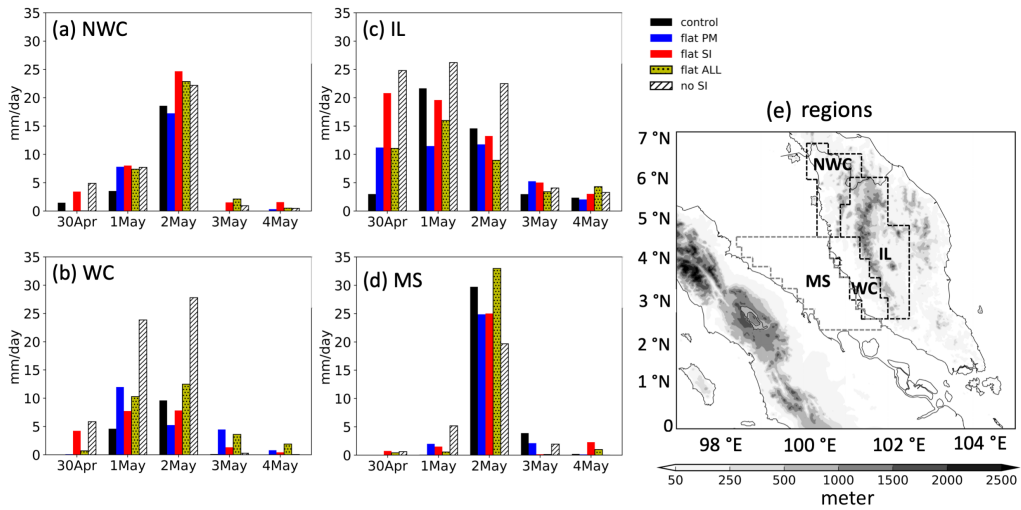 (a) NWC
35
30
25
20
15
10
5
0
mm/day
30Apr 1May 2May 3May 4May
(c) IL
35
30
25
20
15
10
5
0
mm/day
30Apr 1May 2May 3May 4May
control
flat PM
flat SI
flat ALL
no SI
(b) WC
35
30
25
20
15
10
5
0
mm/day
30Apr 1May 2May 3May 4May
(d) MS
35
30
25
20
15
10
5
0
mm/day
30Apr 1May 2May 3May 4May
(e) regions
7 °N
6 °N
5 °N
4 °N
3 °N
2 °N
1 °N
0
NWC
IL
MS
WC
98 °E 100 °E 102 °E 104 °E
50 250 500 1000 1500 2000 2500
meter